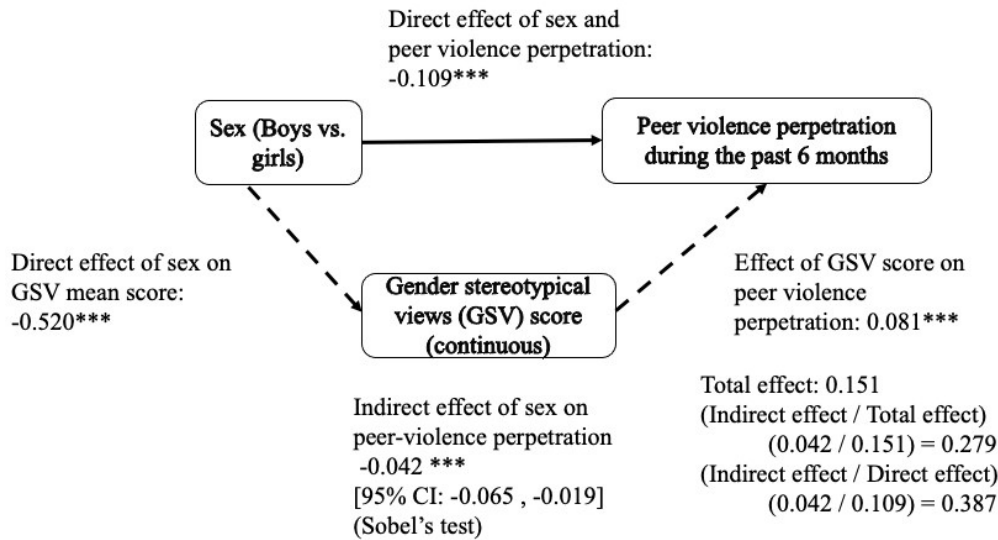 Direct effect of sex and
peer violence perpetration:
-0.109***
Sex (Boys vs.
girls)
Peer violence perpetration
during the past 6 months
Direct effect of sex on
GSV mean score:
-0.520***
Gender stereotypical
views (GSV) score
(continuous)
Effect of GSV score on
peer violence
perpetration: 0.081***
Indirect effect of sex on
peer-violence perpetration
-0.042 ***
[95% CI: -0.065 , -0.019]
(Sobel's test)
Total effect: 0.151
(Indirect effect / Total effect)
(0.042 / 0.151) = 0.279
(Indirect effect / Direct effect)
(0.042 / 0.109) = 0.387